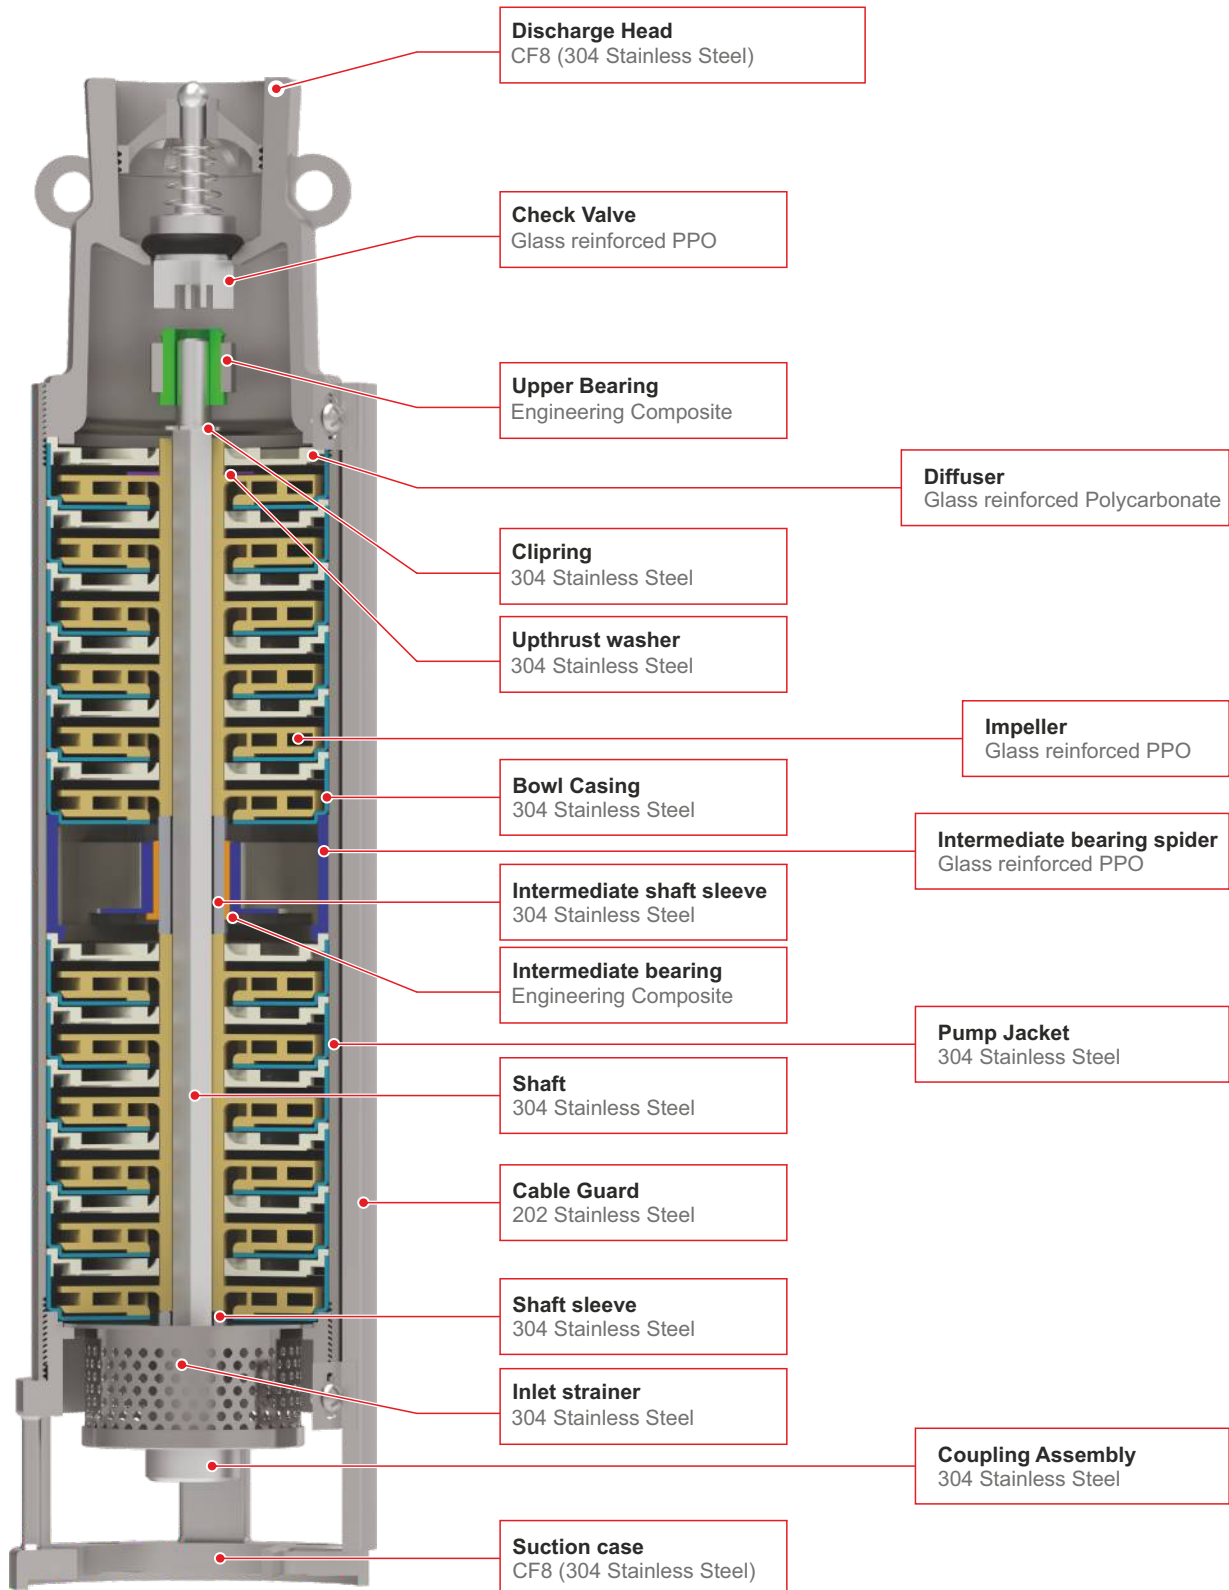 Discharge Head
CF8 (304 Stainless Steel)
Check Valve
Glass reinforced PPO
Upper Bearing
Engineering Composite
Diffuser
Glass reinforced Polycarbonate
Clipring
304 Stainless Steel
Upthrust washer
304 Stainless Steel
Impeller
Glass reinforced PPO
Bowl Casing
304 Stainless Steel
Intermediate bearing spider
Glass reinforced PPO
Intermediate shaft sleeve
304 Stainless Steel
Intermediate bearing
Engineering Composite
Pump Jacket
304 Stainless Steel
Shaft
304 Stainless Steel
Cable Guard
202 Stainless Steel
Shaft sleeve
304 Stainless Steel
Inlet strainer
304 Stainless Steel
Coupling Assembly
304 Stainless Steel
Suction case
CF8 (304 Stainless Steel)